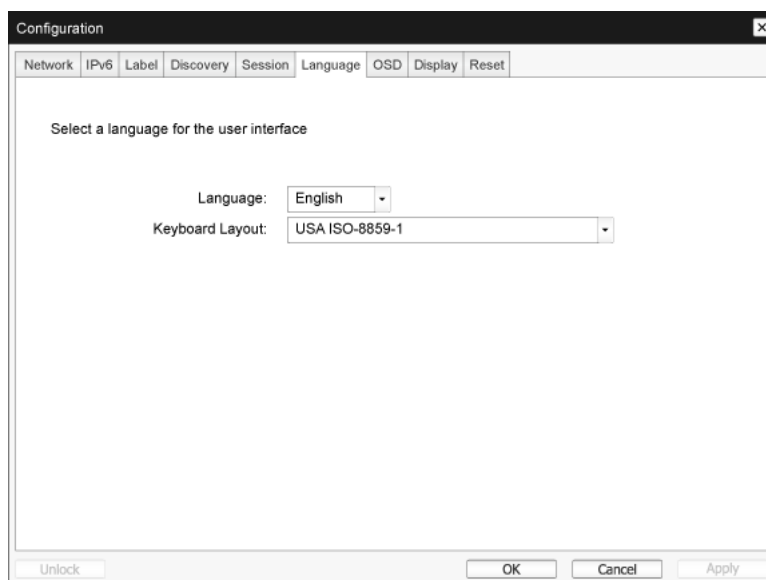 Configuration
Network IPv6 Label Discovery Session Language OSD Display Reset
Select a language for the user interface
Language: English
Keyboard Layout: USA ISO-8859-1
Unlock OK Cancel Apply